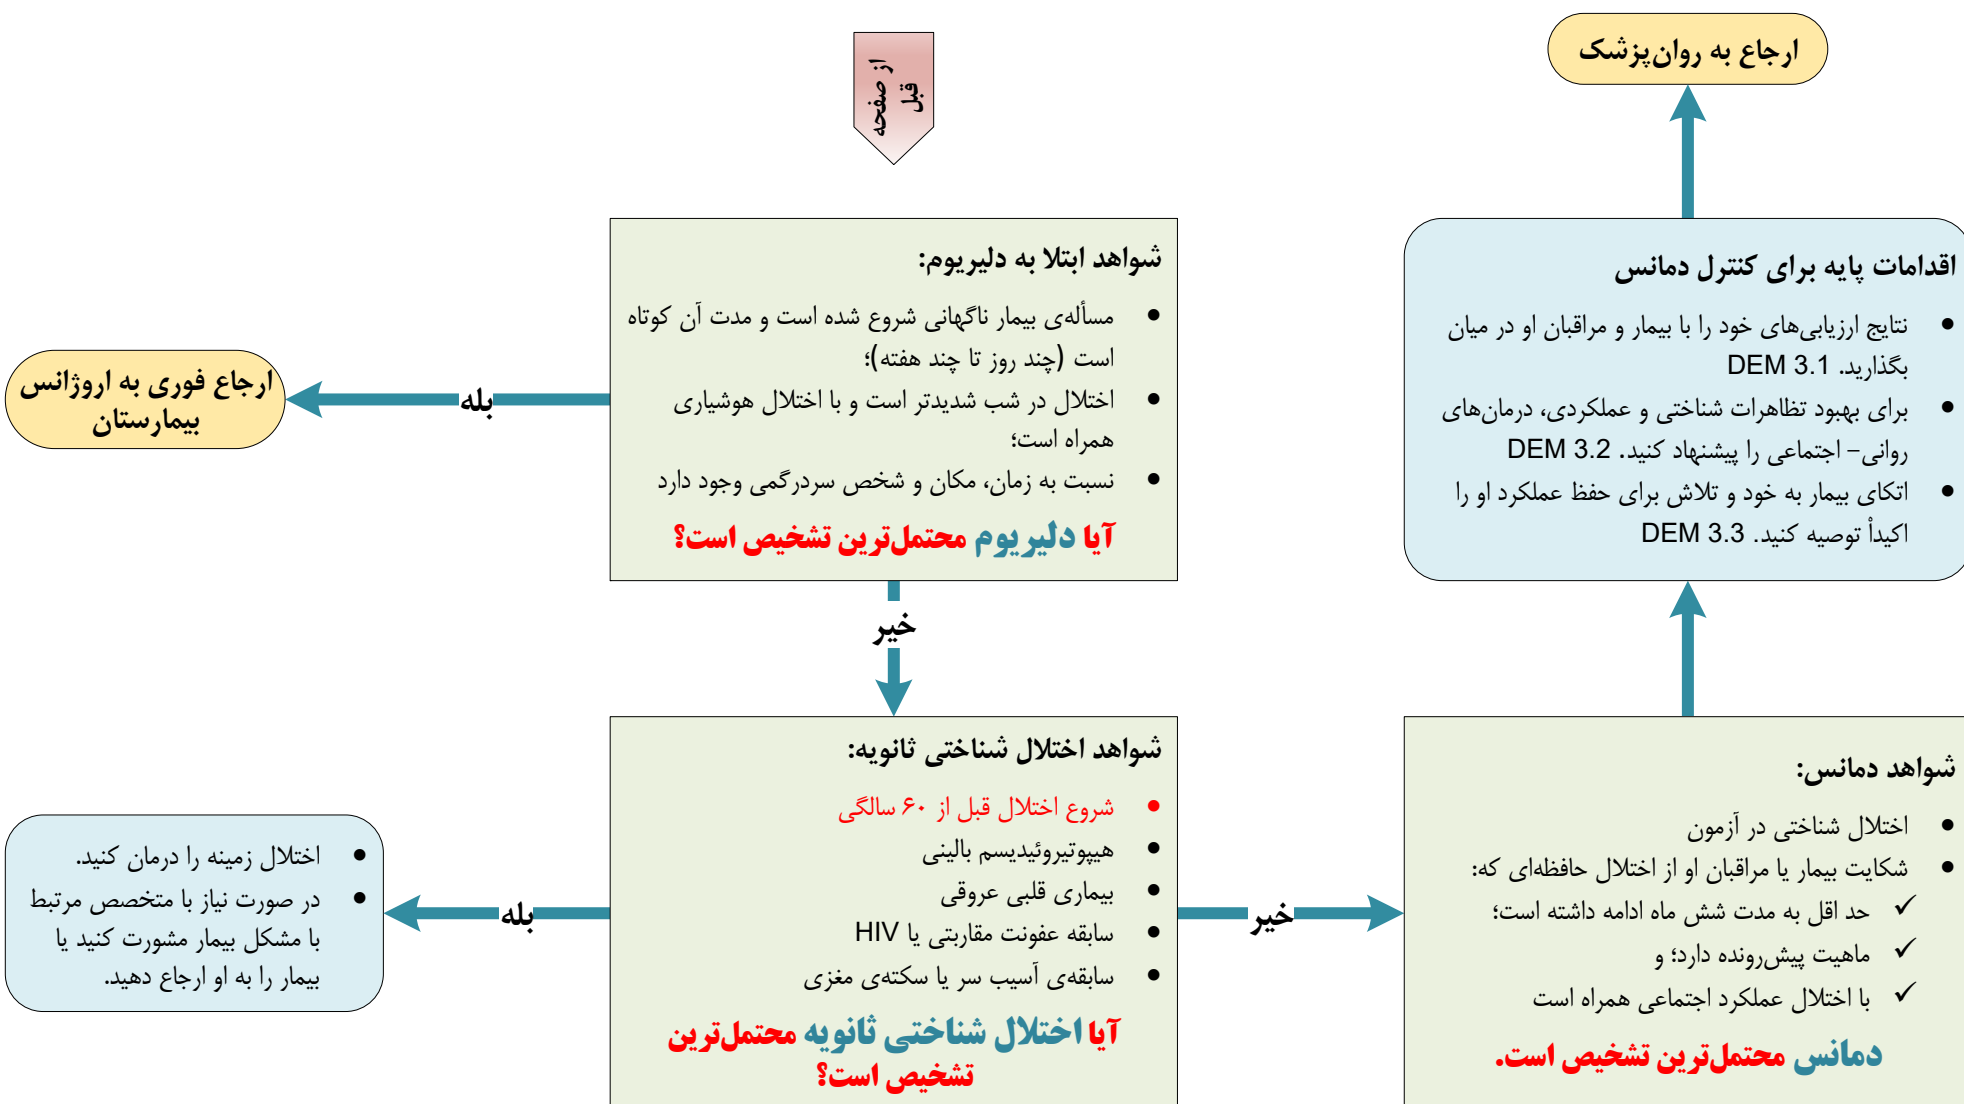 از صفحه
قبل
شواهد ابتلا به دلیریوم:
● مسأله‌ی بیمار ناگهانی شروع شده است و مدت آن کوتاه
است (چند روز تا چند هفته)؛
● اختلال در شب شدیدتر است و با اختلال هوشیاری
همراه است؛
● نسبت به زمان، مکان و شخص سردرگمی وجود دارد
آیا دلیریوم محتمل‌ترین تشخیص است؟
بله
ارجاع فوری به اروژانس
بیمارستان
خیر
شواهد اختلال شناختی ثانویه:
● شروع اختلال قبل از ۶۰ سالگی
● هیپوتیروئیدیسم بالینی
● بیماری قلبی عروقی
● سابقه عفونت مقاربتی یا HIV
● سابقه‌ی آسیب سر یا سکته‌ی مغزی
آیا اختلال شناختی ثانویه محتمل‌ترین
تشخیص است؟
بله
● اختلال زمینه را درمان کنید.
● در صورت نیاز با متخصص مرتبط
با مشکل بیمار مشورت کنید یا
بیمار را به او ارجاع دهید.
خیر
شواهد دمانس:
● اختلال شناختی در آزمون
● شکایت بیمار یا مراقبان او از اختلال حافظه‌ای که:
✓ حد اقل به مدت شش ماه ادامه داشته است؛
✓ ماهیت پیش‌رونده دارد؛ و
✓ با اختلال عملکرد اجتماعی همراه است
دمانس محتمل‌ترین تشخیص است.
اقدامات پایه برای کنترل دمانس
● نتایج ارزیابی‌های خود را با بیمار و مراقبان او در میان
بگذارید. DEM 3.1
● برای بهبود تظاهرات شناختی و عملکردی، درمان‌های
روانی– اجتماعی را پیشنهاد کنید. DEM 3.2
● اتکای بیمار به خود و تلاش برای حفظ عملکرد او را
اکیداً توصیه کنید. DEM 3.3
ارجاع به روان‌پزشک